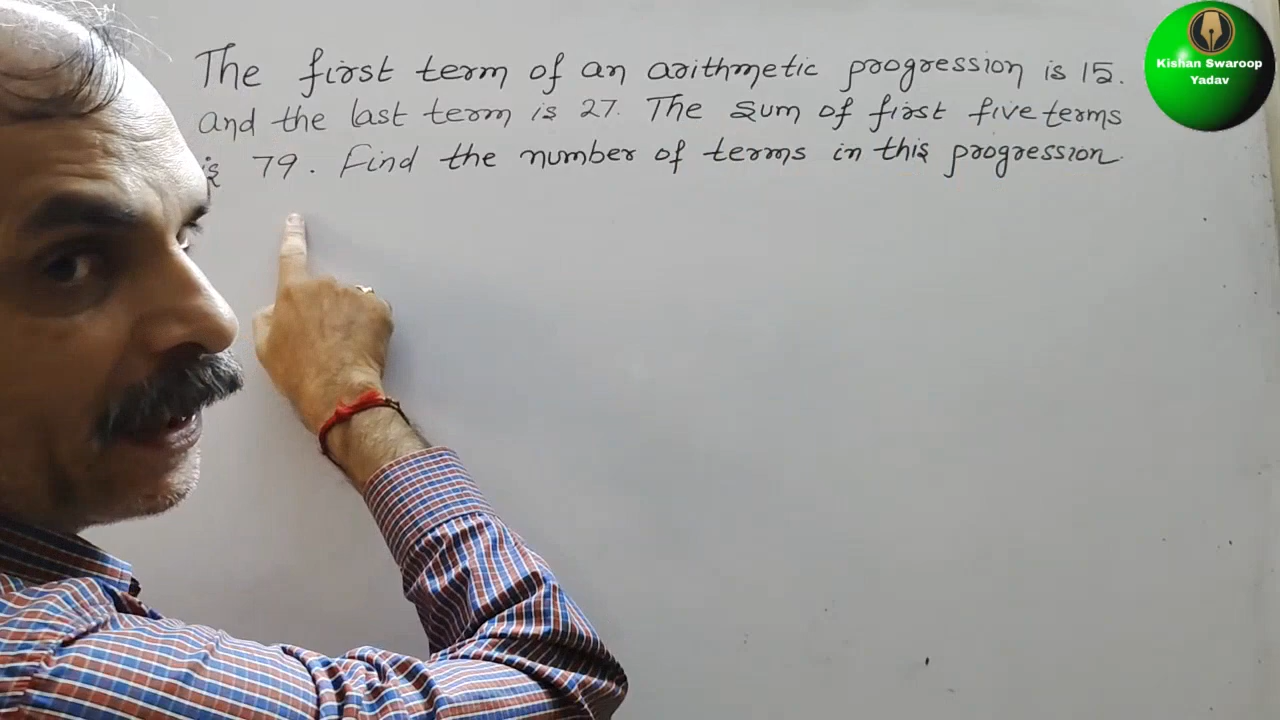 The first term of an arithmetic progression is 15.
and the last term is 27. The sum of first five terms
is 79. Find the number of terms in this progression.
Kishan Swaroop
Yadav